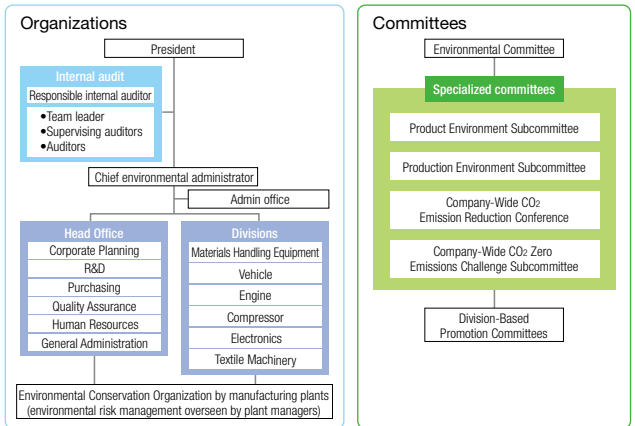 Organizations
President
Internal audit
Responsible internal auditor
●Team leader
●Supervising auditors
●Auditors
Chief environmental administrator
Admin office
Head Office
Corporate Planning
R&D
Purchasing
Quality Assurance
Human Resources
General Administration
Divisions
Materials Handling Equipment
Vehicle
Engine
Compressor
Electronics
Textile Machinery
Environmental Conservation Organization by manufacturing plants
(environmental risk management overseen by plant managers)
Committees
Environmental Committee
Specialized committees
Product Environment Subcommittee
Production Environment Subcommittee
Company-Wide CO2
Emission Reduction Conference
Company-Wide CO2 Zero
Emissions Challenge Subcommittee
Division-Based
Promotion Committees